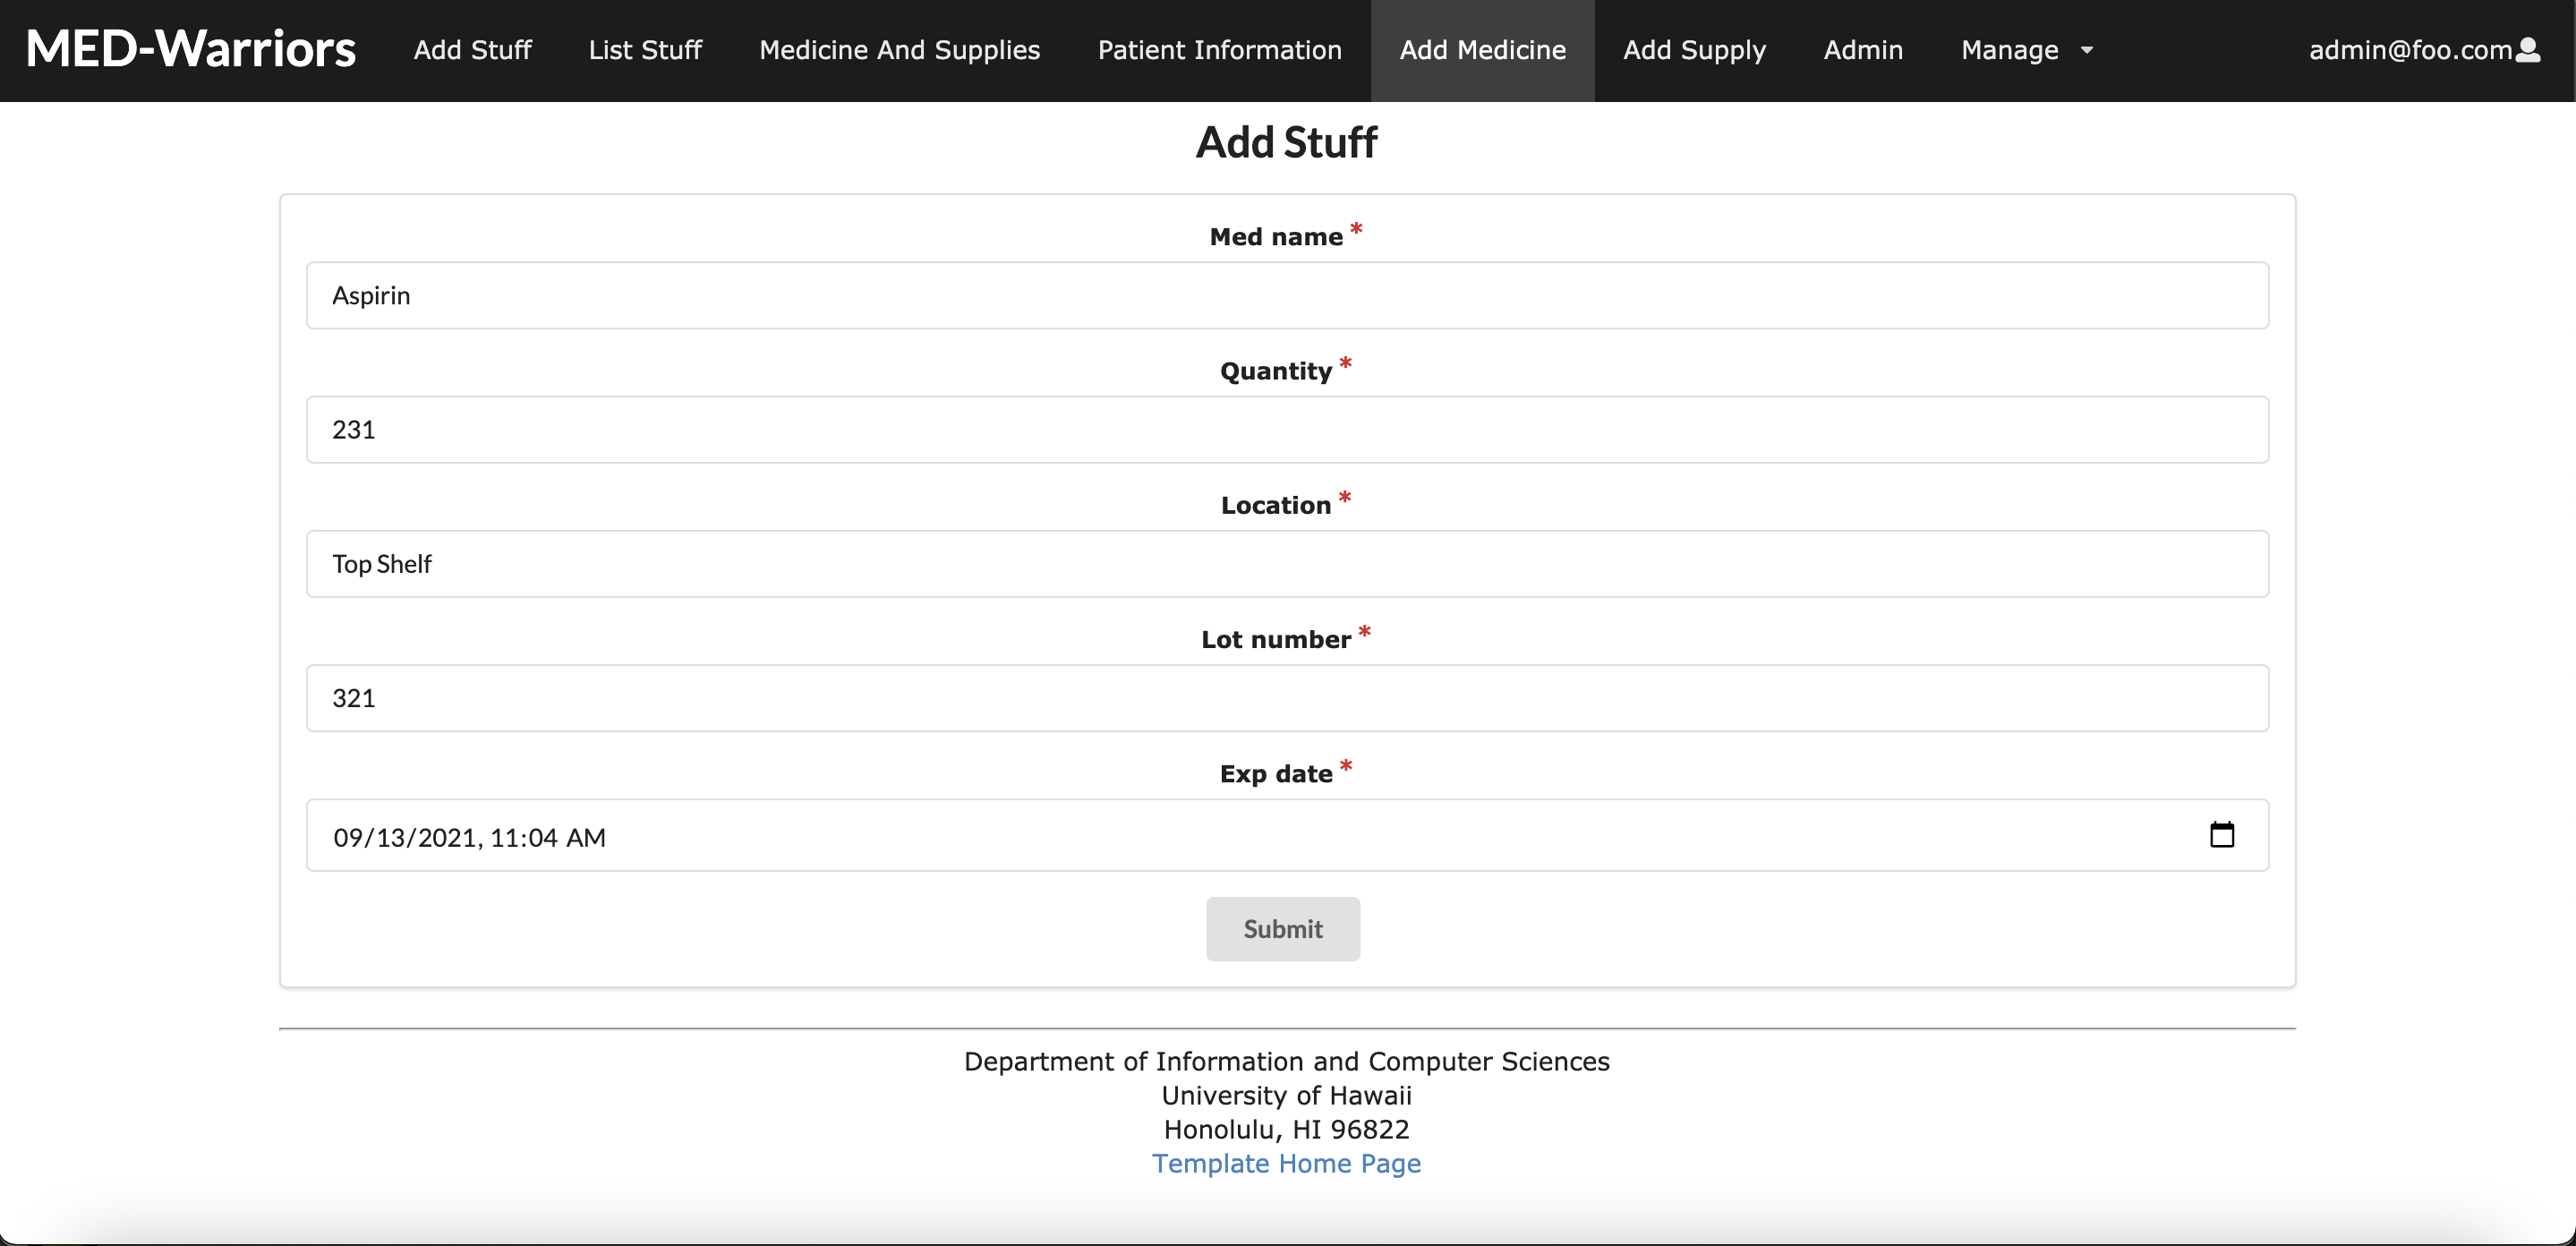 MED-Warriors Add Stuff List Stuff Medicine And Supplies Patient Information Add Medicine Add Supply Admin Manage admin@foo.com
Add Stuff
Med name *
Aspirin
Quantity *
231
Location *
Top Shelf
Lot number *
321
Exp date *
09/13/2021, 11:04 AM
Submit
Department of Information and Computer Sciences
University of Hawaii
Honolulu, HI 96822
Template Home Page